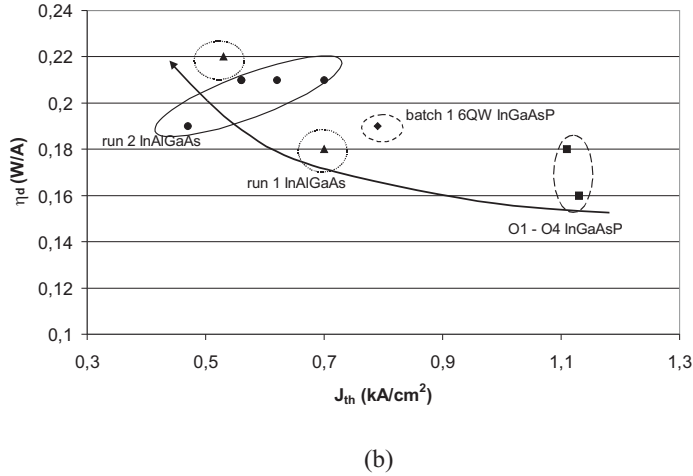 0,24
0,22
0,2
0,18
0,16
0,14
0,12
0,1
ηd (W/A)
run 2 InAlGaAs
batch 1 6QW InGaAsP
run 1 InAlGaAs
O1 - O4 InGaAsP
0,3 0,5 0,7 0,9 1,1 1,3
Jth (kA/cm²)
(b)